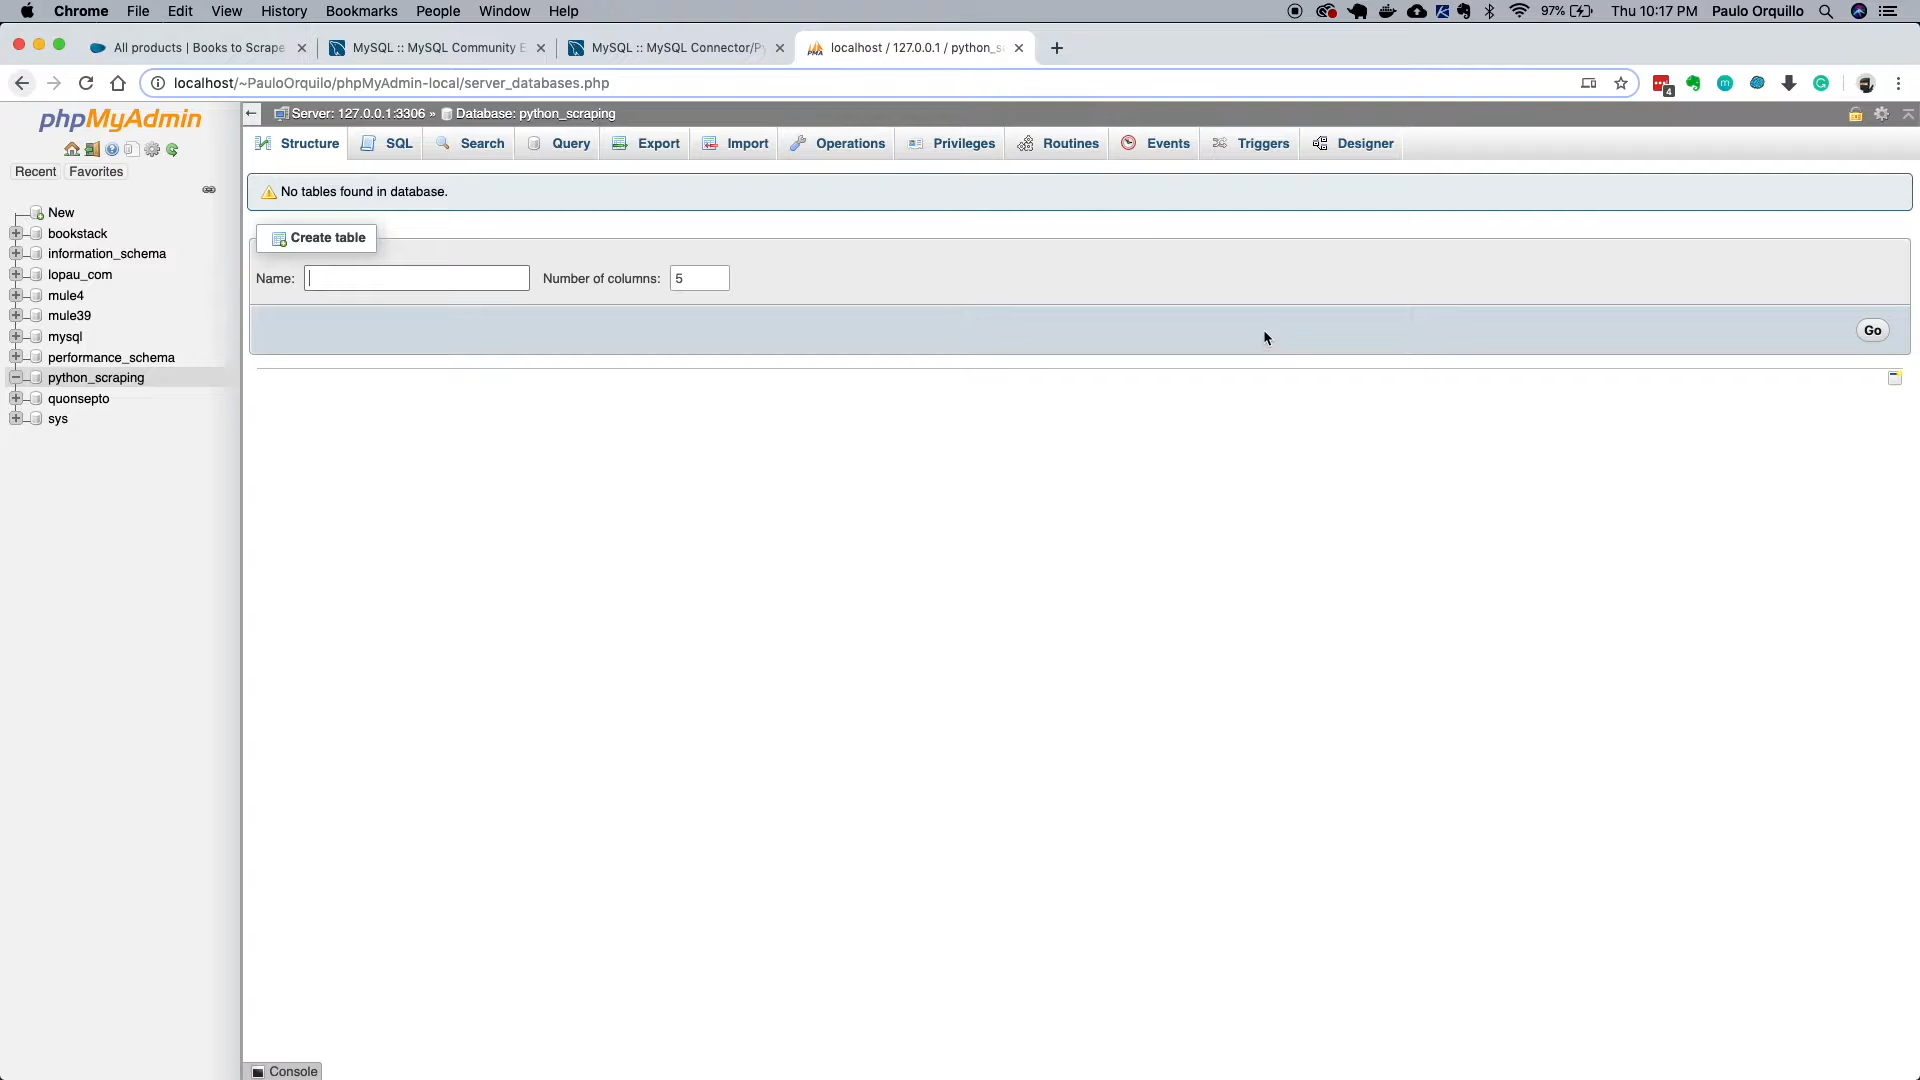 Chrome File Edit View History Bookmarks People Window Help 97% Thu 10:17 PM Paulo Orquillo
All products | Books to Scrape MySQL :: MySQL Community E MySQL :: MySQL Connector/P localhost / 127.0.0.1 / python_s
localhost/~PauloOrquilo/phpMyAdmin-local/server_databases.php 4
phpMyAdmin
Recent Favorites
New
bookstack
information_schema
lopau_com
mule4
mule39
mysql
performance_schema
python_scraping
quonsepto
sys
Server: 127.0.0.1:3306 » Database: python_scraping
Structure SQL Search Query Export Import Operations Privileges Routines Events Triggers Designer
No tables found in database.
Create table
Name: Number of columns: 5
Go
Console